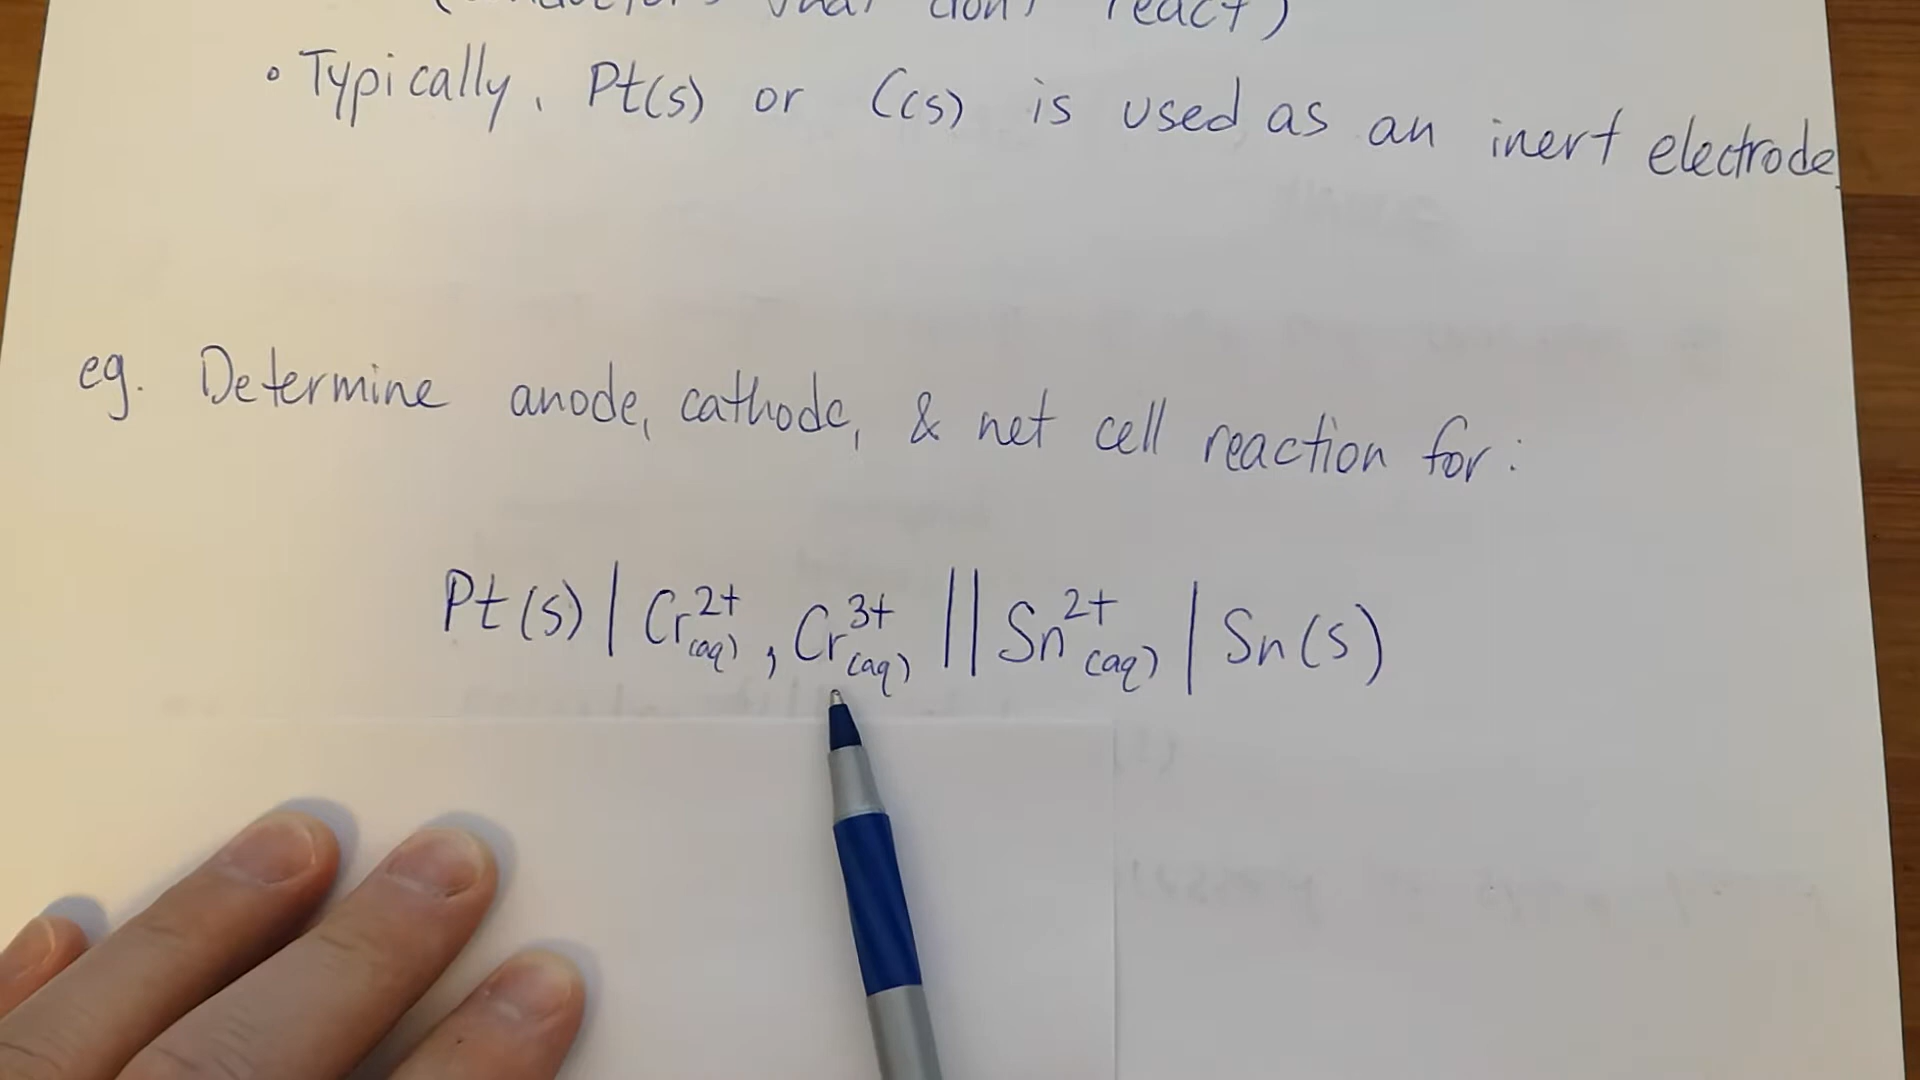 react)
• Typically, Pt(s) or C(s) is used as an inert electrode.
eg. Determine anode, cathode, & net cell reaction for:
Pt(s) | Cr²⁺(aq), Cr³⁺(aq) || Sn²⁺(aq) | Sn(s)